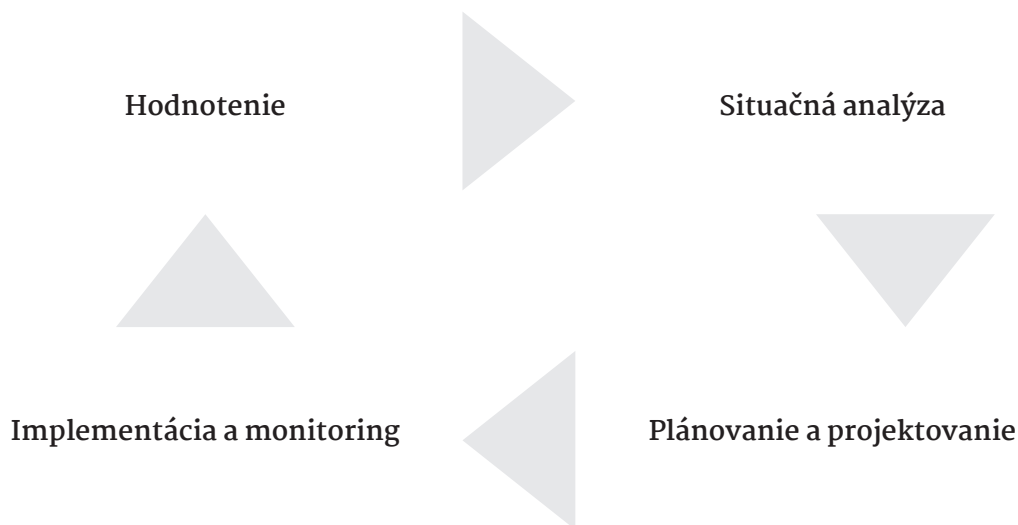 Hodnotenie
Situačná analýza
Implementácia a monitoring
Plánovanie a projektovanie